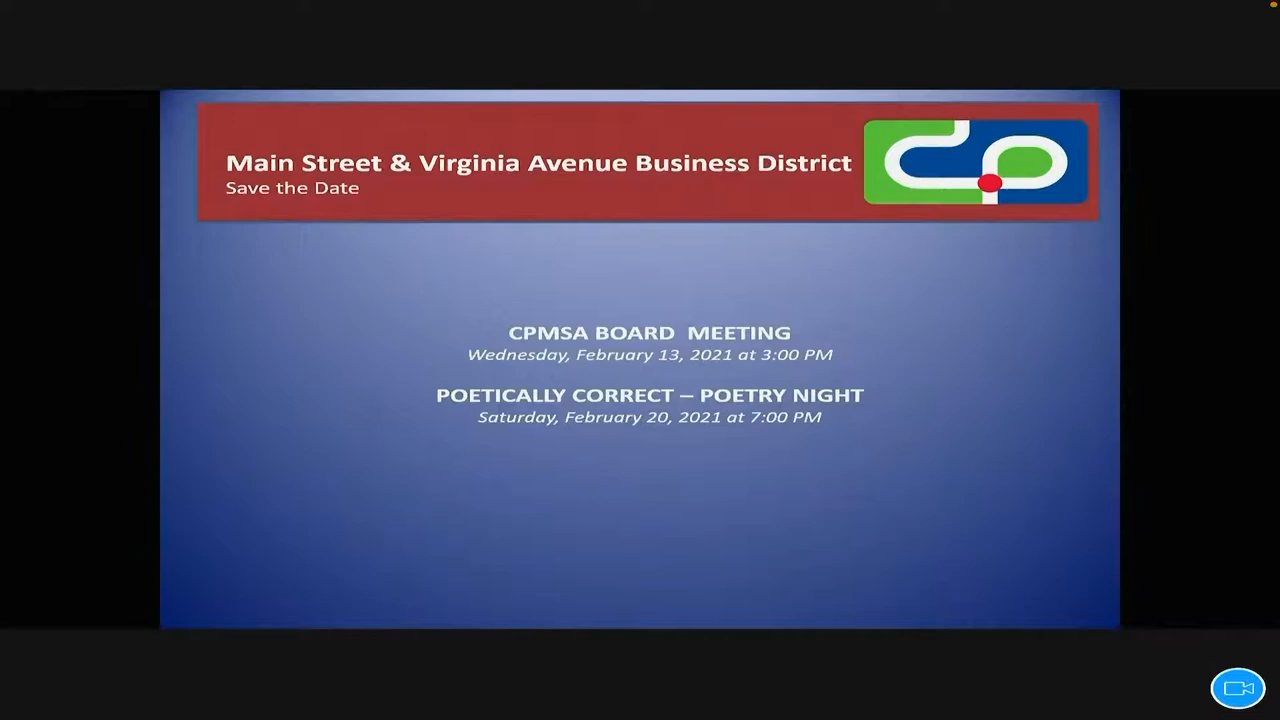 Main Street & Virginia Avenue Business District
Save the Date
CPMSA BOARD MEETING
Wednesday, February 13, 2021 at 3:00 PM
POETICALLY CORRECT – POETRY NIGHT
Saturday, February 20, 2021 at 7:00 PM